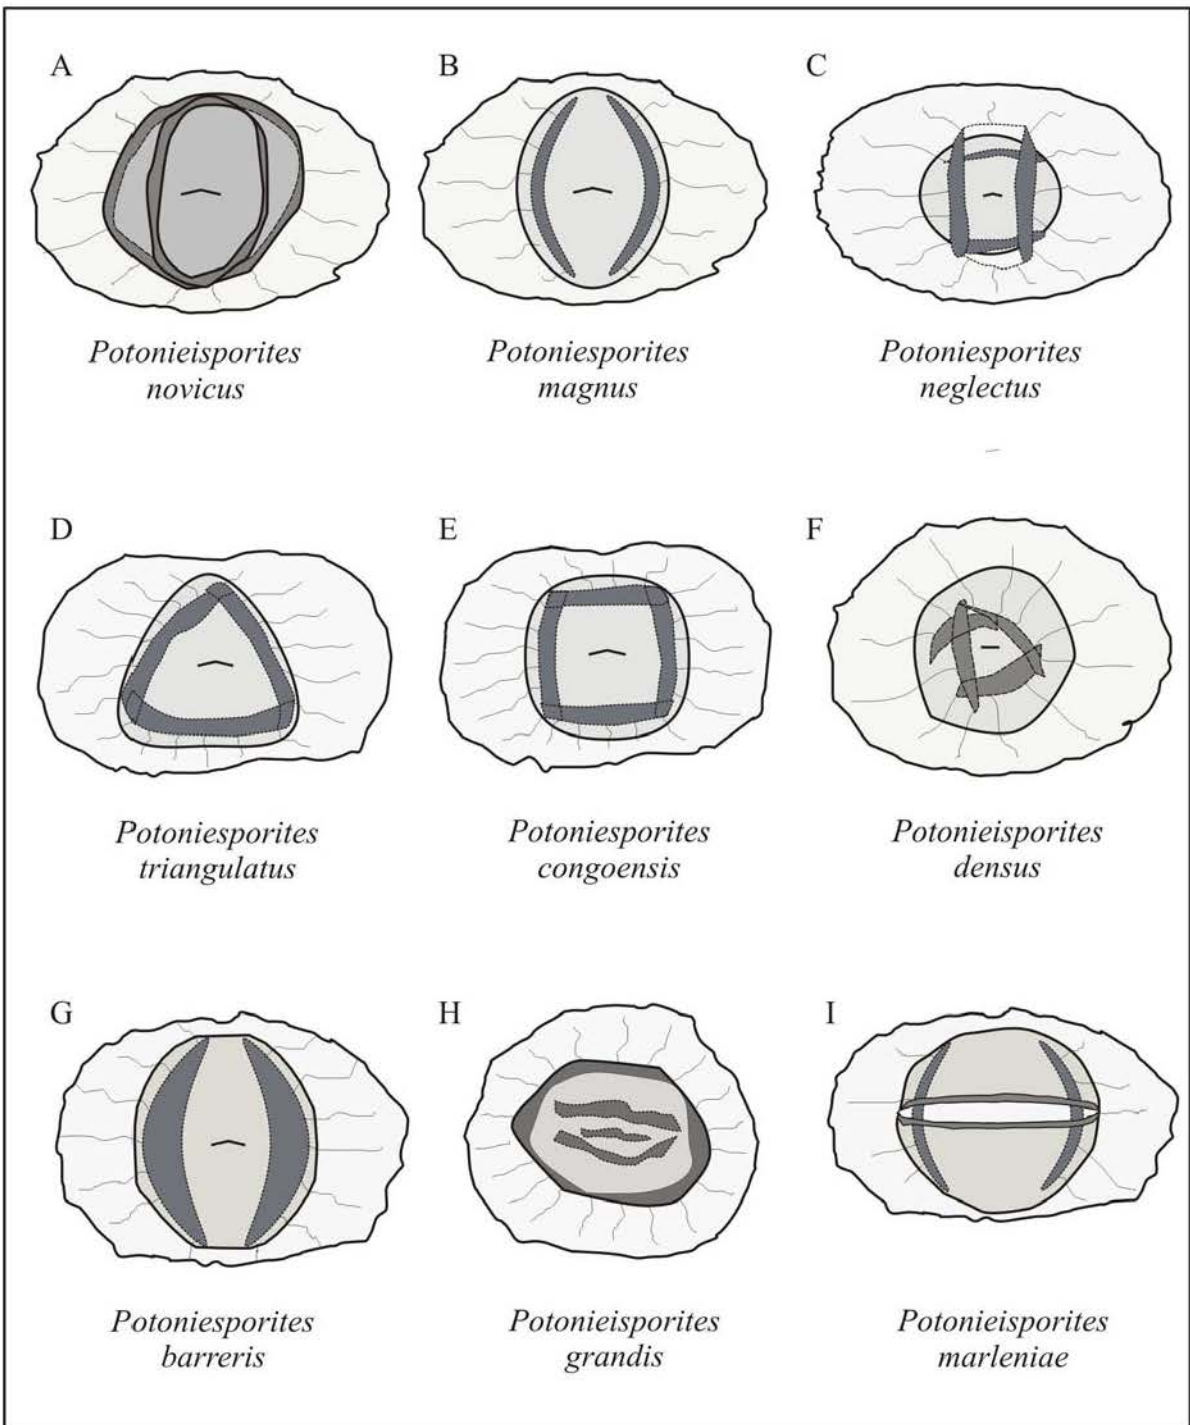 A
B
C
Potonieisporites
novicus
Potoniesporites
magnus
Potoniesporites
neglectus
D
E
F
Potoniesporites
triangulatus
Potoniesporites
congoensis
Potonieisporites
densus
G
H
I
Potoniesporites
barreris
Potonieisporites
grandis
Potonieisporites
marleniae